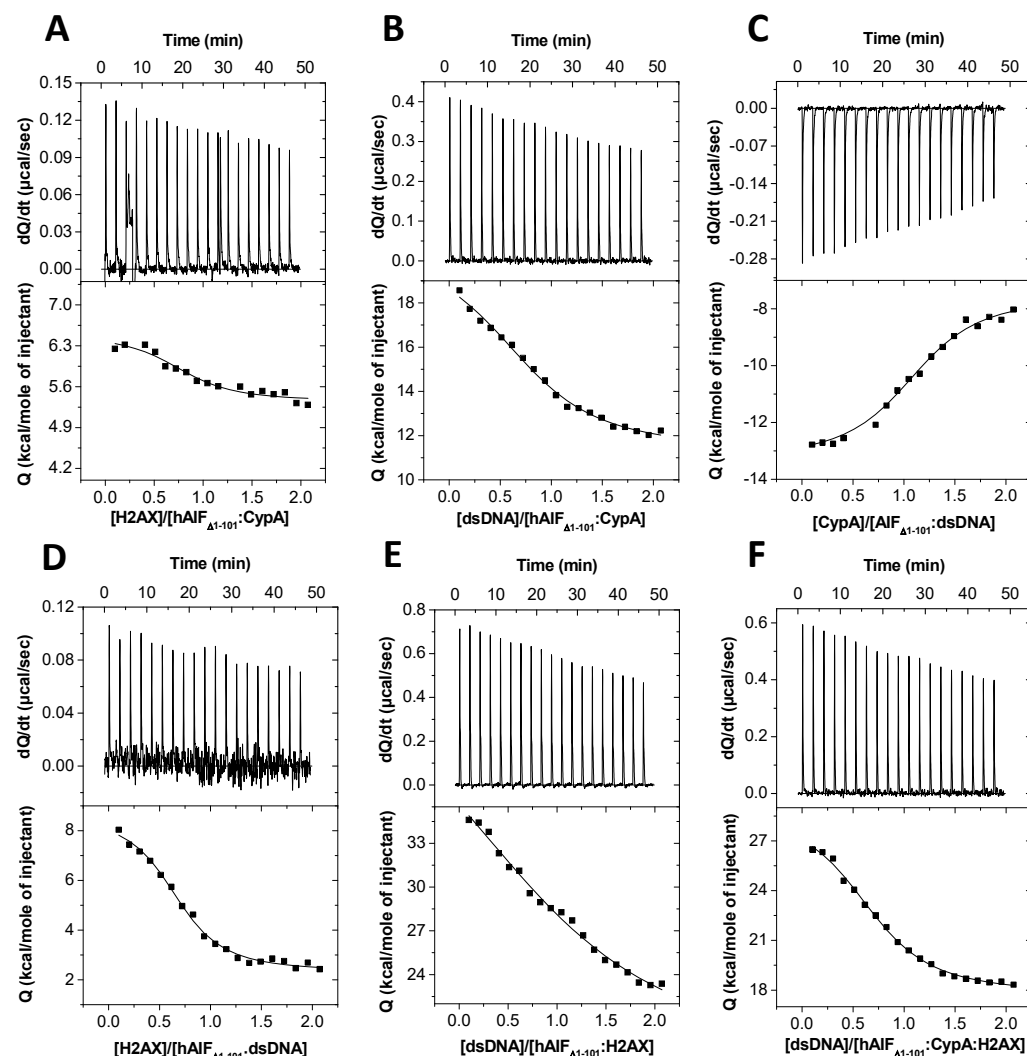 A
Time (min)
0 10 20 30 40 50
0.15
0.12
0.09
0.06
0.03
0.00
dQ/dt (µcal/sec)
7.0
6.3
5.6
4.9
4.2
Q (kcal/mole of injectant)
0.0 0.5 1.0 1.5 2.0
[H2AX]/[hAIFΔ1-101:CypA]
B
Time (min)
0 10 20 30 40 50
0.4
0.3
0.2
0.1
0.0
dQ/dt (µcal/sec)
18
16
14
12
10
Q (kcal/mole of injectant)
0.0 0.5 1.0 1.5 2.0
[dsDNA]/[hAIFΔ1-101:CypA]
C
Time (min)
0 10 20 30 40 50
0.00
-0.07
-0.14
-0.21
-0.28
dQ/dt (µcal/sec)
-8
-9
-10
-11
-12
-13
-14
Q (kcal/mole of injectant)
0.0 0.5 1.0 1.5 2.0
[CypA]/[AIFΔ1-101:dsDNA]
D
Time (min)
0 10 20 30 40 50
0.12
0.08
0.04
0.00
dQ/dt (µcal/sec)
8
6
4
2
Q (kcal/mole of injectant)
0.0 0.5 1.0 1.5 2.0
[H2AX]/[hAIFΔ1-101:dsDNA]
E
Time (min)
0 10 20 30 40 50
0.8
0.6
0.4
0.2
0.0
dQ/dt (µcal/sec)
33
30
27
23
Q (kcal/mole of injectant)
0.0 0.5 1.0 1.5 2.0
[dsDNA]/[hAIFΔ1-101:H2AX]
F
Time (min)
0 10 20 30 40 50
0.6
0.4
0.2
0.0
dQ/dt (µcal/sec)
27
24
21
18
Q (kcal/mole of injectant)
0.0 0.5 1.0 1.5 2.0
[dsDNA]/[hAIFΔ1-101:CypA:H2AX]